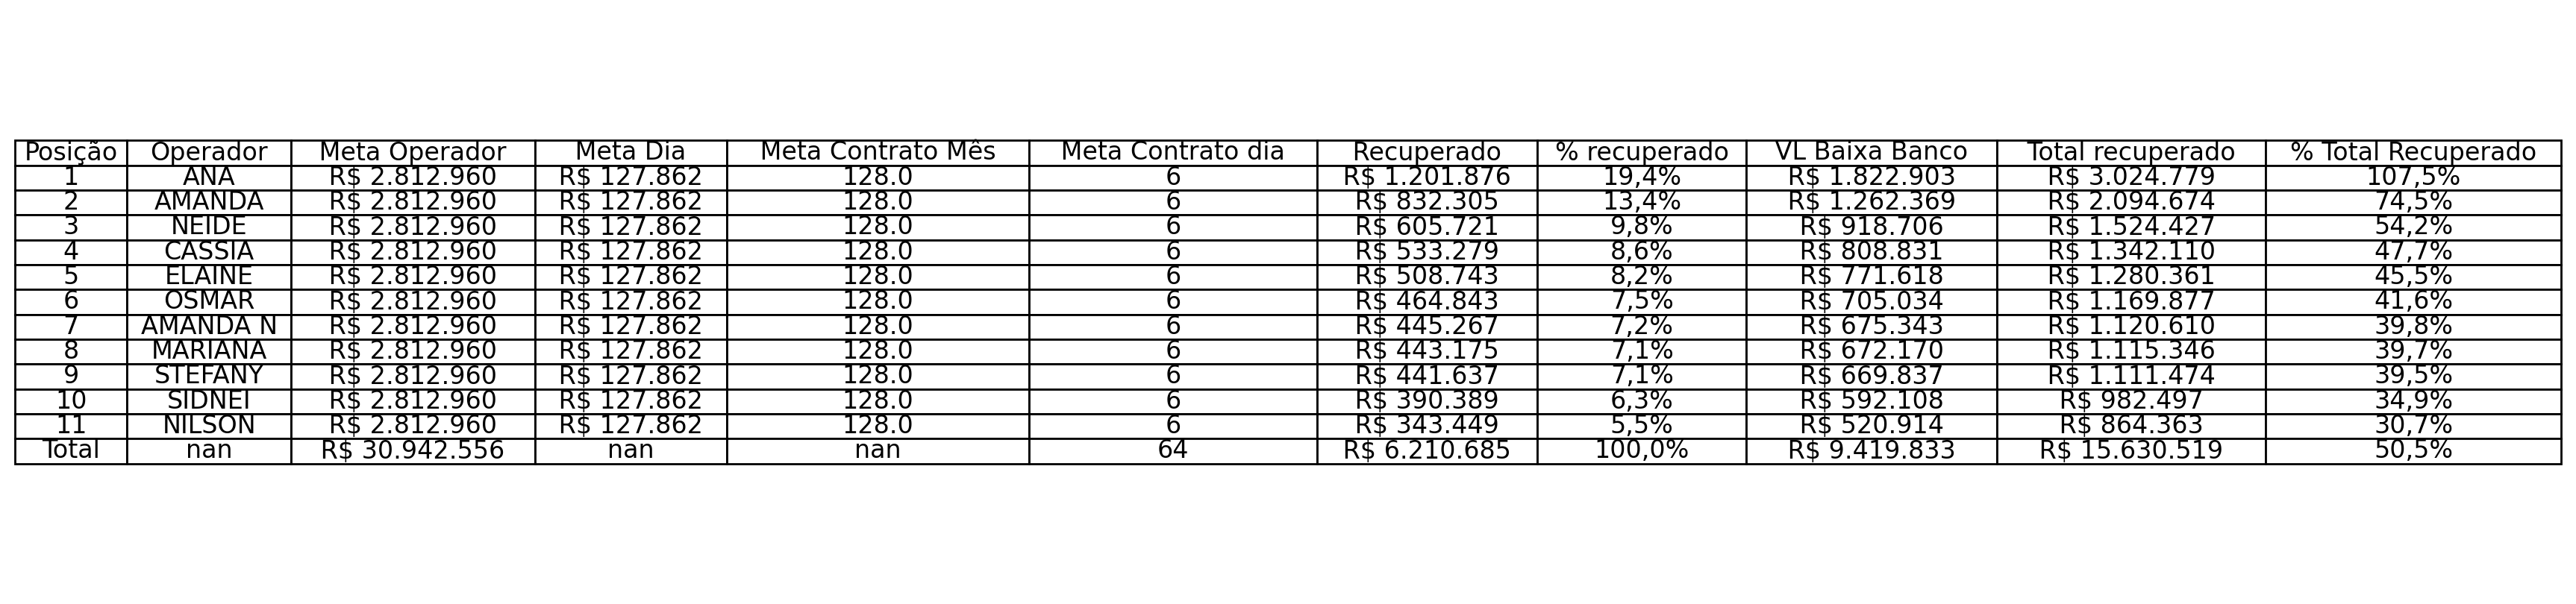 Posição Operador Meta Operador Meta Dia Meta Contrato Mês Meta Contrato dia Recuperado % recuperado VL Baixa Banco Total recuperado % Total Recuperado
1 ANA R$ 2.812.960 R$ 127.862 128.0 6 R$ 1.201.876 19,4% R$ 1.822.903 R$ 3.024.779 107,5%
2 AMANDA R$ 2.812.960 R$ 127.862 128.0 6 R$ 832.305 13,4% R$ 1.262.369 R$ 2.094.674 74,5%
3 NEIDE R$ 2.812.960 R$ 127.862 128.0 6 R$ 605.721 9,8% R$ 918.706 R$ 1.524.427 54,2%
4 CASSIA R$ 2.812.960 R$ 127.862 128.0 6 R$ 533.279 8,6% R$ 808.831 R$ 1.342.110 47,7%
5 ELAINE R$ 2.812.960 R$ 127.862 128.0 6 R$ 508.743 8,2% R$ 771.618 R$ 1.280.361 45,5%
6 OSMAR R$ 2.812.960 R$ 127.862 128.0 6 R$ 464.843 7,5% R$ 705.034 R$ 1.169.877 41,6%
7 AMANDA N R$ 2.812.960 R$ 127.862 128.0 6 R$ 445.267 7,2% R$ 675.343 R$ 1.120.610 39,8%
8 MARIANA R$ 2.812.960 R$ 127.862 128.0 6 R$ 443.175 7,1% R$ 672.170 R$ 1.115.346 39,7%
9 STEFANY R$ 2.812.960 R$ 127.862 128.0 6 R$ 441.637 7,1% R$ 669.837 R$ 1.111.474 39,5%
10 SIDNEI R$ 2.812.960 R$ 127.862 128.0 6 R$ 390.389 6,3% R$ 592.108 R$ 982.497 34,9%
11 NILSON R$ 2.812.960 R$ 127.862 128.0 6 R$ 343.449 5,5% R$ 520.914 R$ 864.363 30,7%
Total nan R$ 30.942.556 nan nan 64 R$ 6.210.685 100,0% R$ 9.419.833 R$ 15.630.519 50,5%